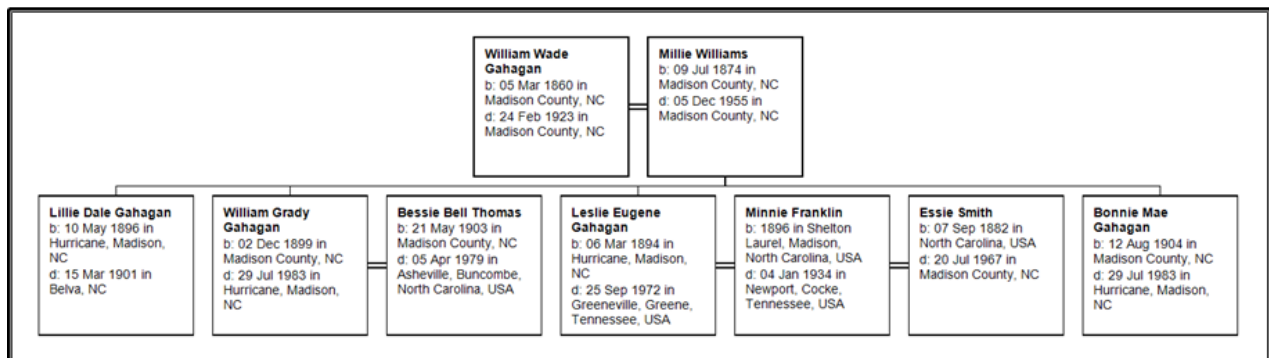 William Wade
Gahagan
b: 05 Mar 1860 in
Madison County, NC
d: 24 Feb 1923 in
Madison County, NC
Millie Williams
b: 09 Jul 1874 in
Madison County, NC
d: 05 Dec 1955 in
Madison County, NC
Lillie Dale Gahagan
b: 10 May 1896 in
Hurricane, Madison,
NC
d: 15 Mar 1901 in
Belva, NC
William Grady
Gahagan
b: 02 Dec 1899 in
Madison County, NC
d: 29 Jul 1983 in
Hurricane, Madison,
NC
Bessie Bell Thomas
b: 21 May 1903 in
Madison County, NC
d: 05 Apr 1979 in
Asheville, Buncombe,
North Carolina, USA
Leslie Eugene
Gahagan
b: 06 Mar 1894 in
Hurricane, Madison,
NC
d: 25 Sep 1972 in
Greeneville, Greene,
Tennessee, USA
Minnie Franklin
b: 1896 in Shelton
Laurel, Madison,
North Carolina, USA
d: 04 Jan 1934 in
Newport, Cocke,
Tennessee, USA
Essie Smith
b: 07 Sep 1882 in
North Carolina, USA
d: 20 Jul 1967 in
Madison County, NC
Bonnie Mae
Gahagan
b: 12 Aug 1904 in
Madison County, NC
d: 29 Jul 1983 in
Hurricane, Madison,
NC